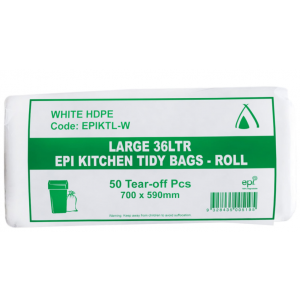 WHITE HDPE
Code: EPIKTL-W
LARGE 36LTR
EPI KITCHEN TIDY BAGS - ROLL
50 Tear-off Pcs
700 x 590mm
epi